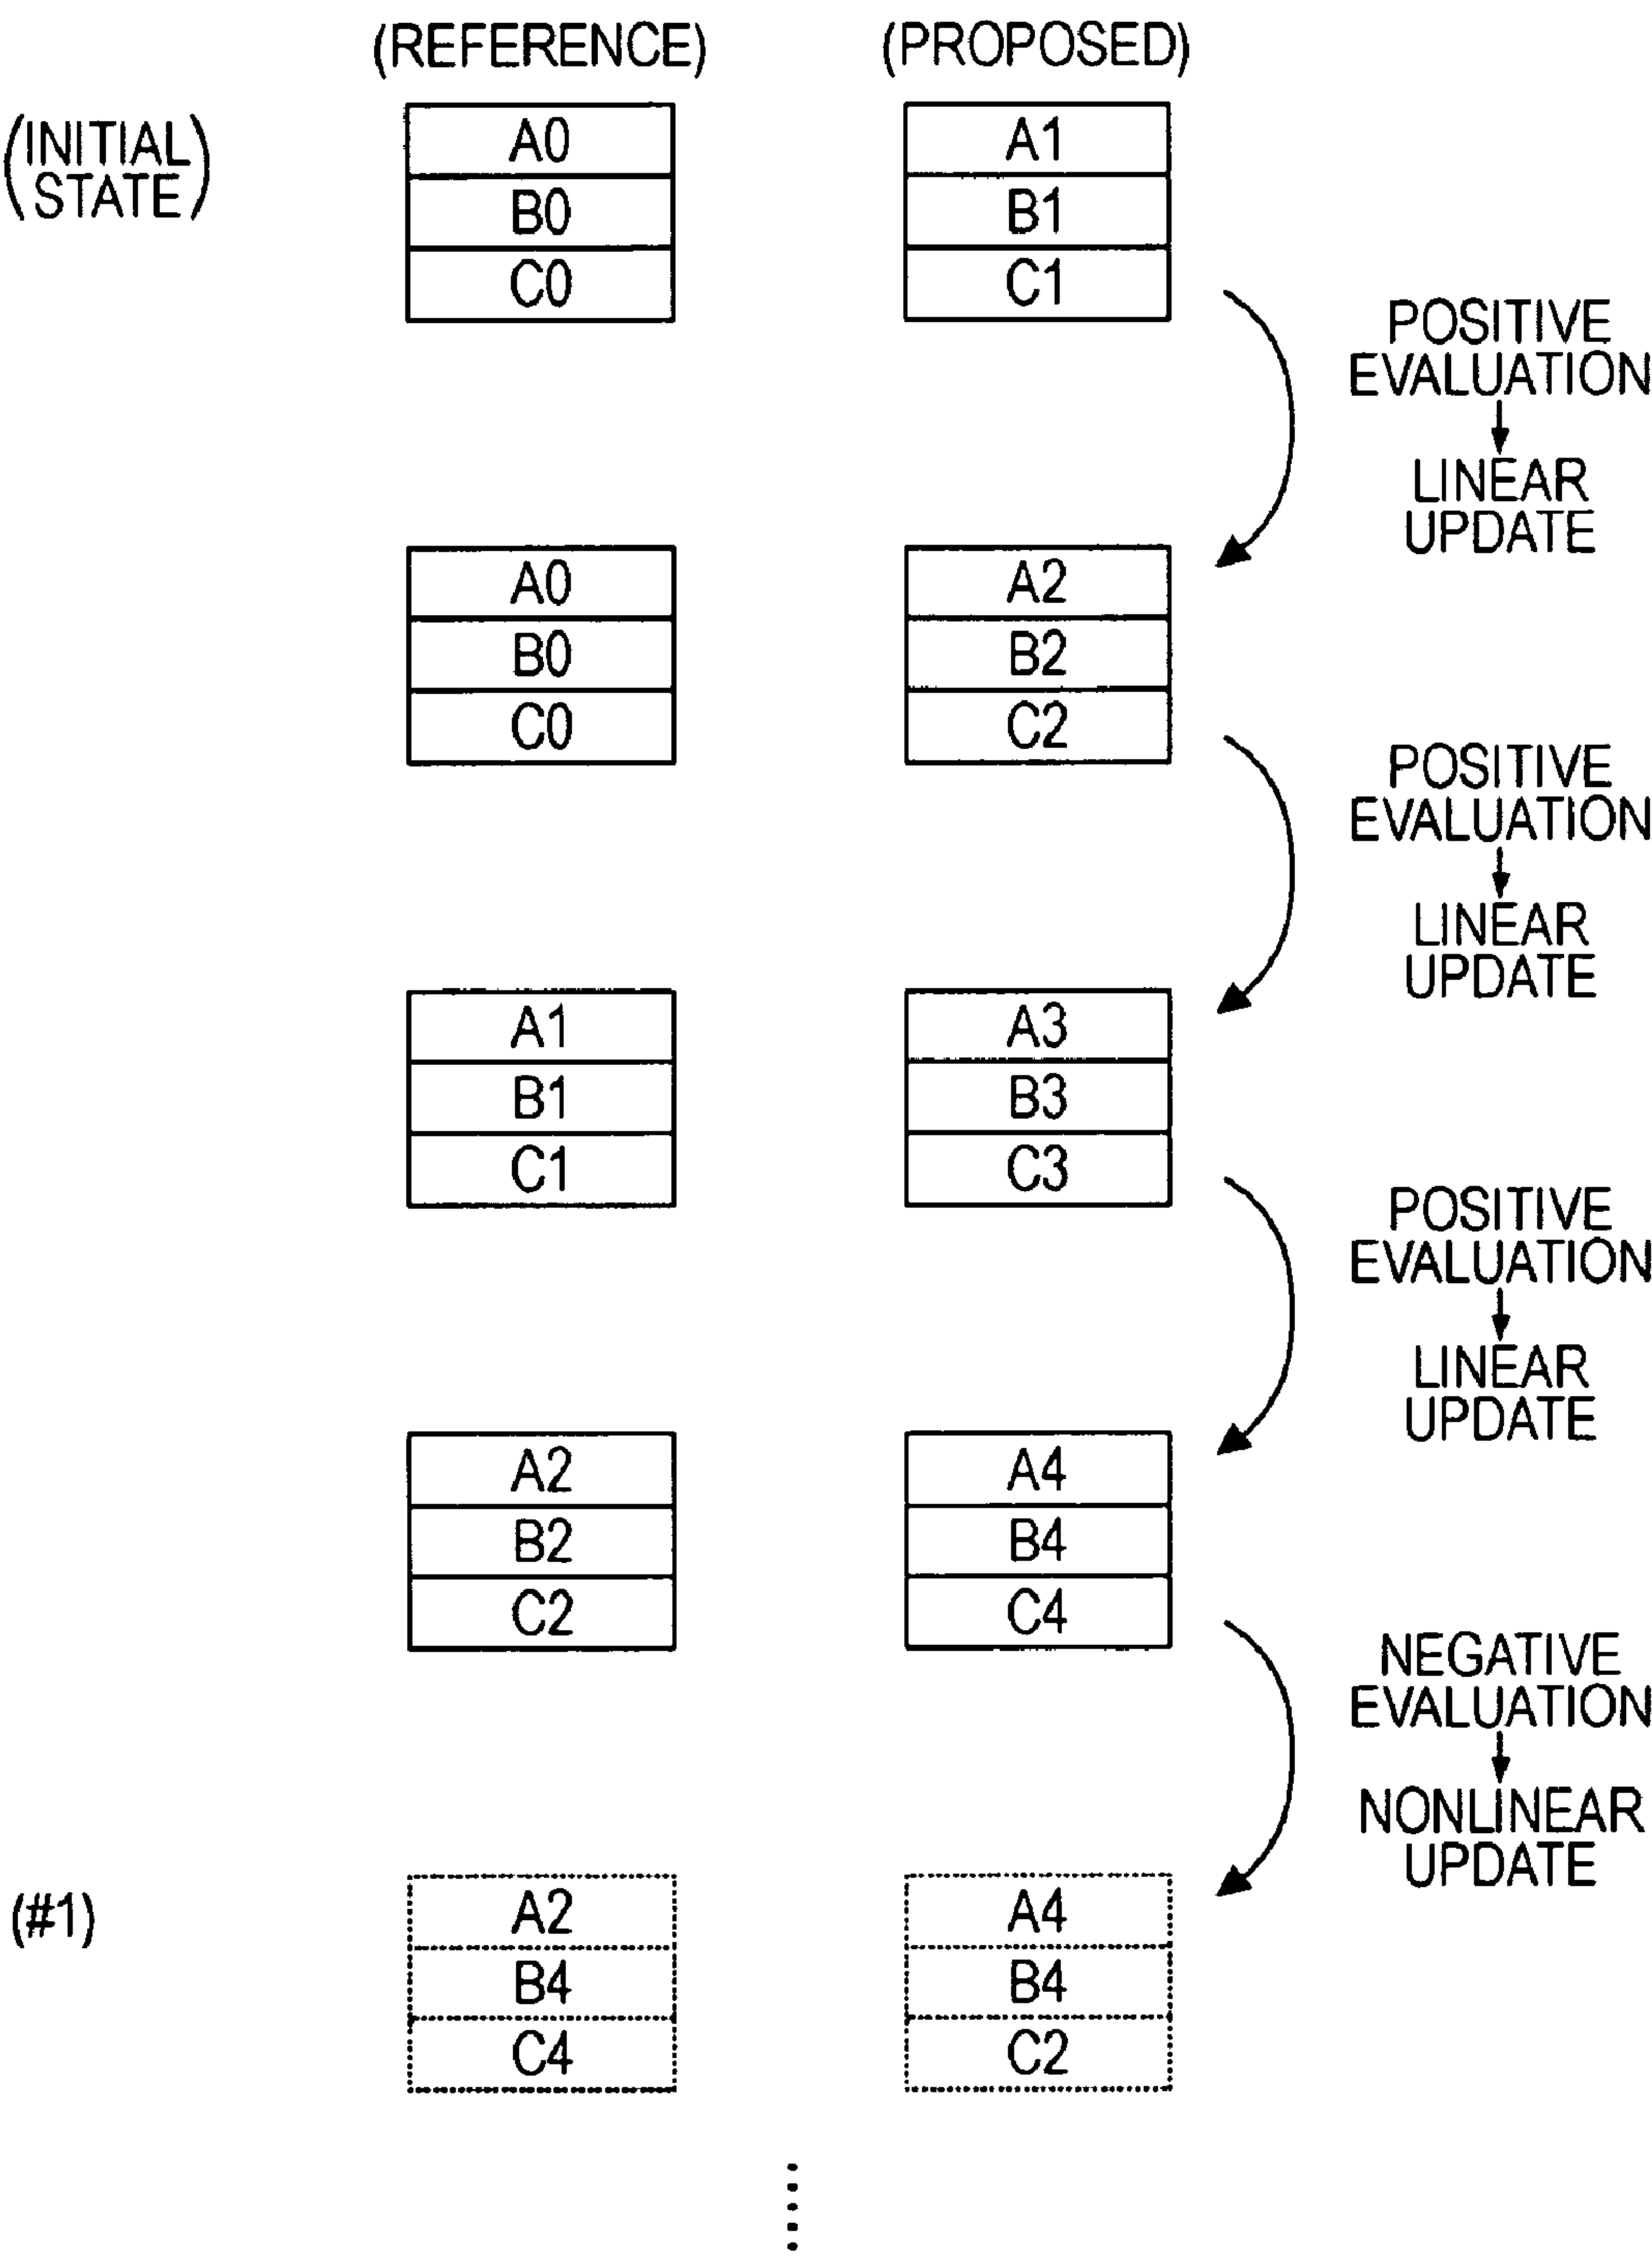 (REFERENCE) (PROPOSED)
(INITIAL
STATE)
A0 A1
B0 B1
C0 C1
POSITIVE
EVALUATION
LINEAR
UPDATE
A0 A2
B0 B2
C0 C2
POSITIVE
EVALUATION
LINEAR
UPDATE
A1 A3
B1 B3
C1 C3
POSITIVE
EVALUATION
LINEAR
UPDATE
A2 A4
B2 B4
C2 C4
NEGATIVE
EVALUATION
NONLINEAR
UPDATE
(#1)
A2 A4
B4 B4
C4 C2